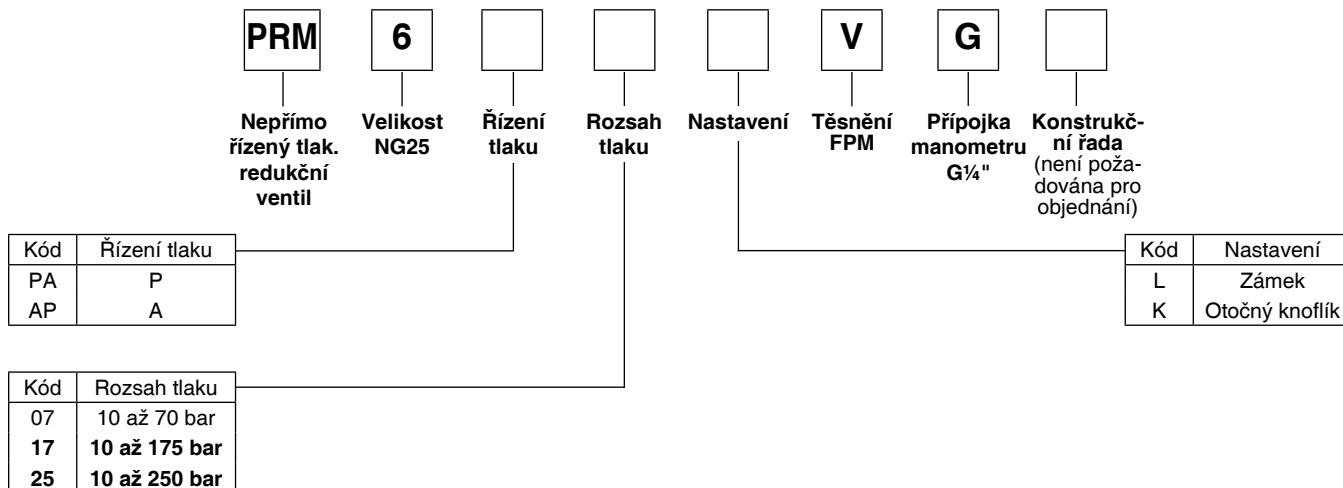 PRM 6 V G
Nepřímo řízený tlak. redukční ventil
Velikost NG25
Řízení tlaku
Rozsah tlaku
Nastavení
Těsnění FPM
Přípojka manometru G¼"
Konstrukč-
ní řada
(není poža-
dována pro
objednání)
Kód Řízení tlaku
PA P
AP A
Kód Nastavení
L Zámek
K Otočný knoflík
Kód Rozsah tlaku
07 10 až 70 bar
17 10 až 175 bar
25 10 až 250 bar